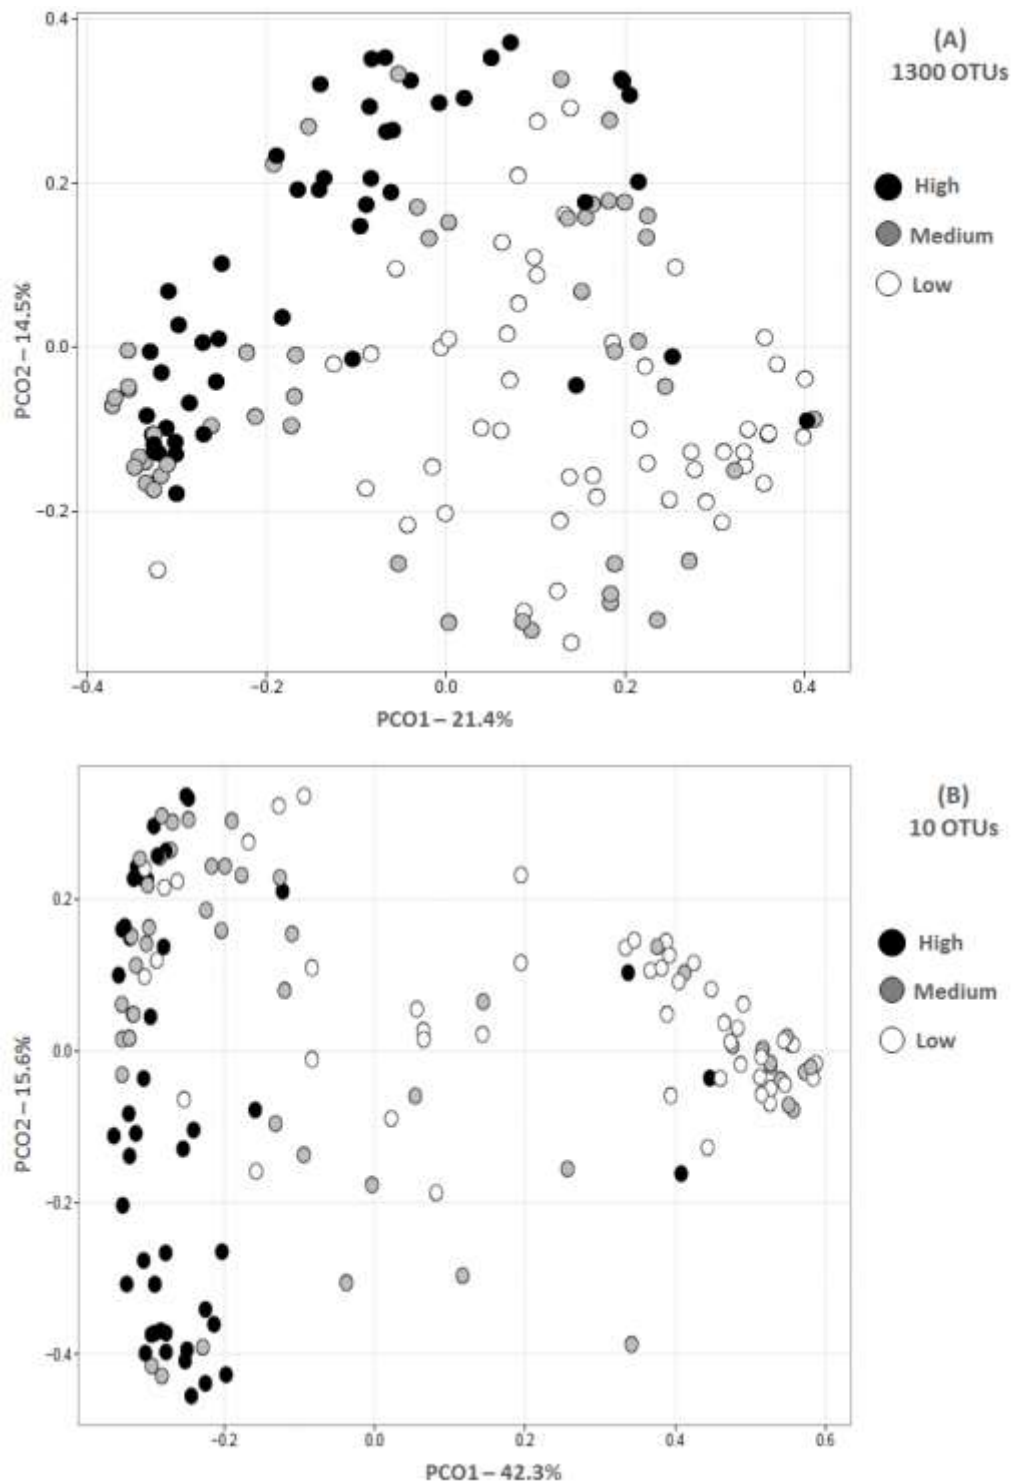 (A)
1300 OTUs
High
Medium
Low
0.4
0.2
0.0
−0.2
PCO2 – 14.5%
−0.4
−0.2
0.0
0.2
0.4
PCO1 – 21.4%
(B)
10 OTUs
High
Medium
Low
0.2
0.0
−0.2
−0.4
PCO2 – 15.6%
−0.2
0.0
0.2
0.4
0.6
PCO1 – 42.3%